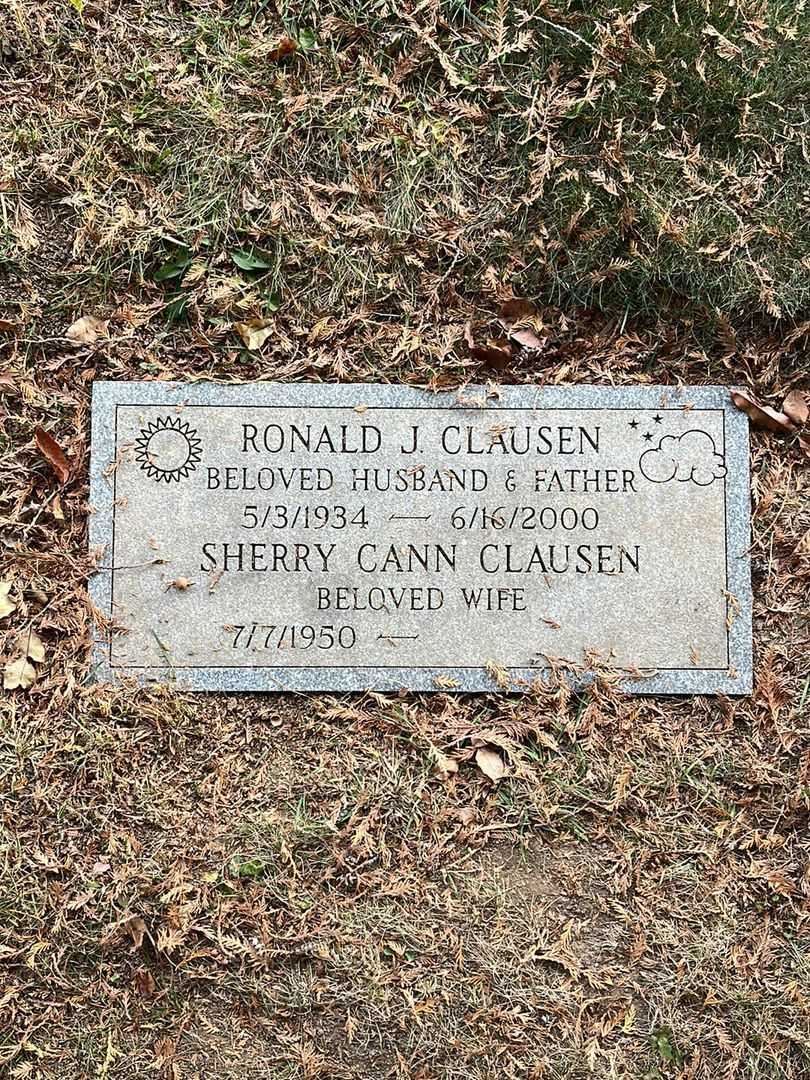 RONALD J. CLAUSEN
BELOVED HUSBAND & FATHER
5/3/1934 — 6/16/2000
SHERRY CANN CLAUSEN
BELOVED WIFE
7/7/1950 —